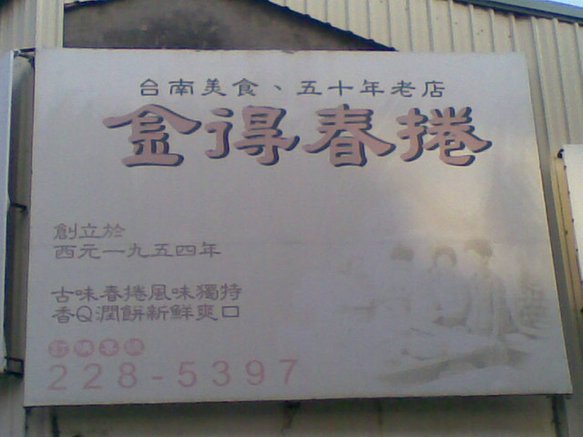 台南美食、五十年老店
金得春捲
創立於
西元一九五四年
古味春捲風味獨特
香Q潤餅新鮮爽口
228-5397